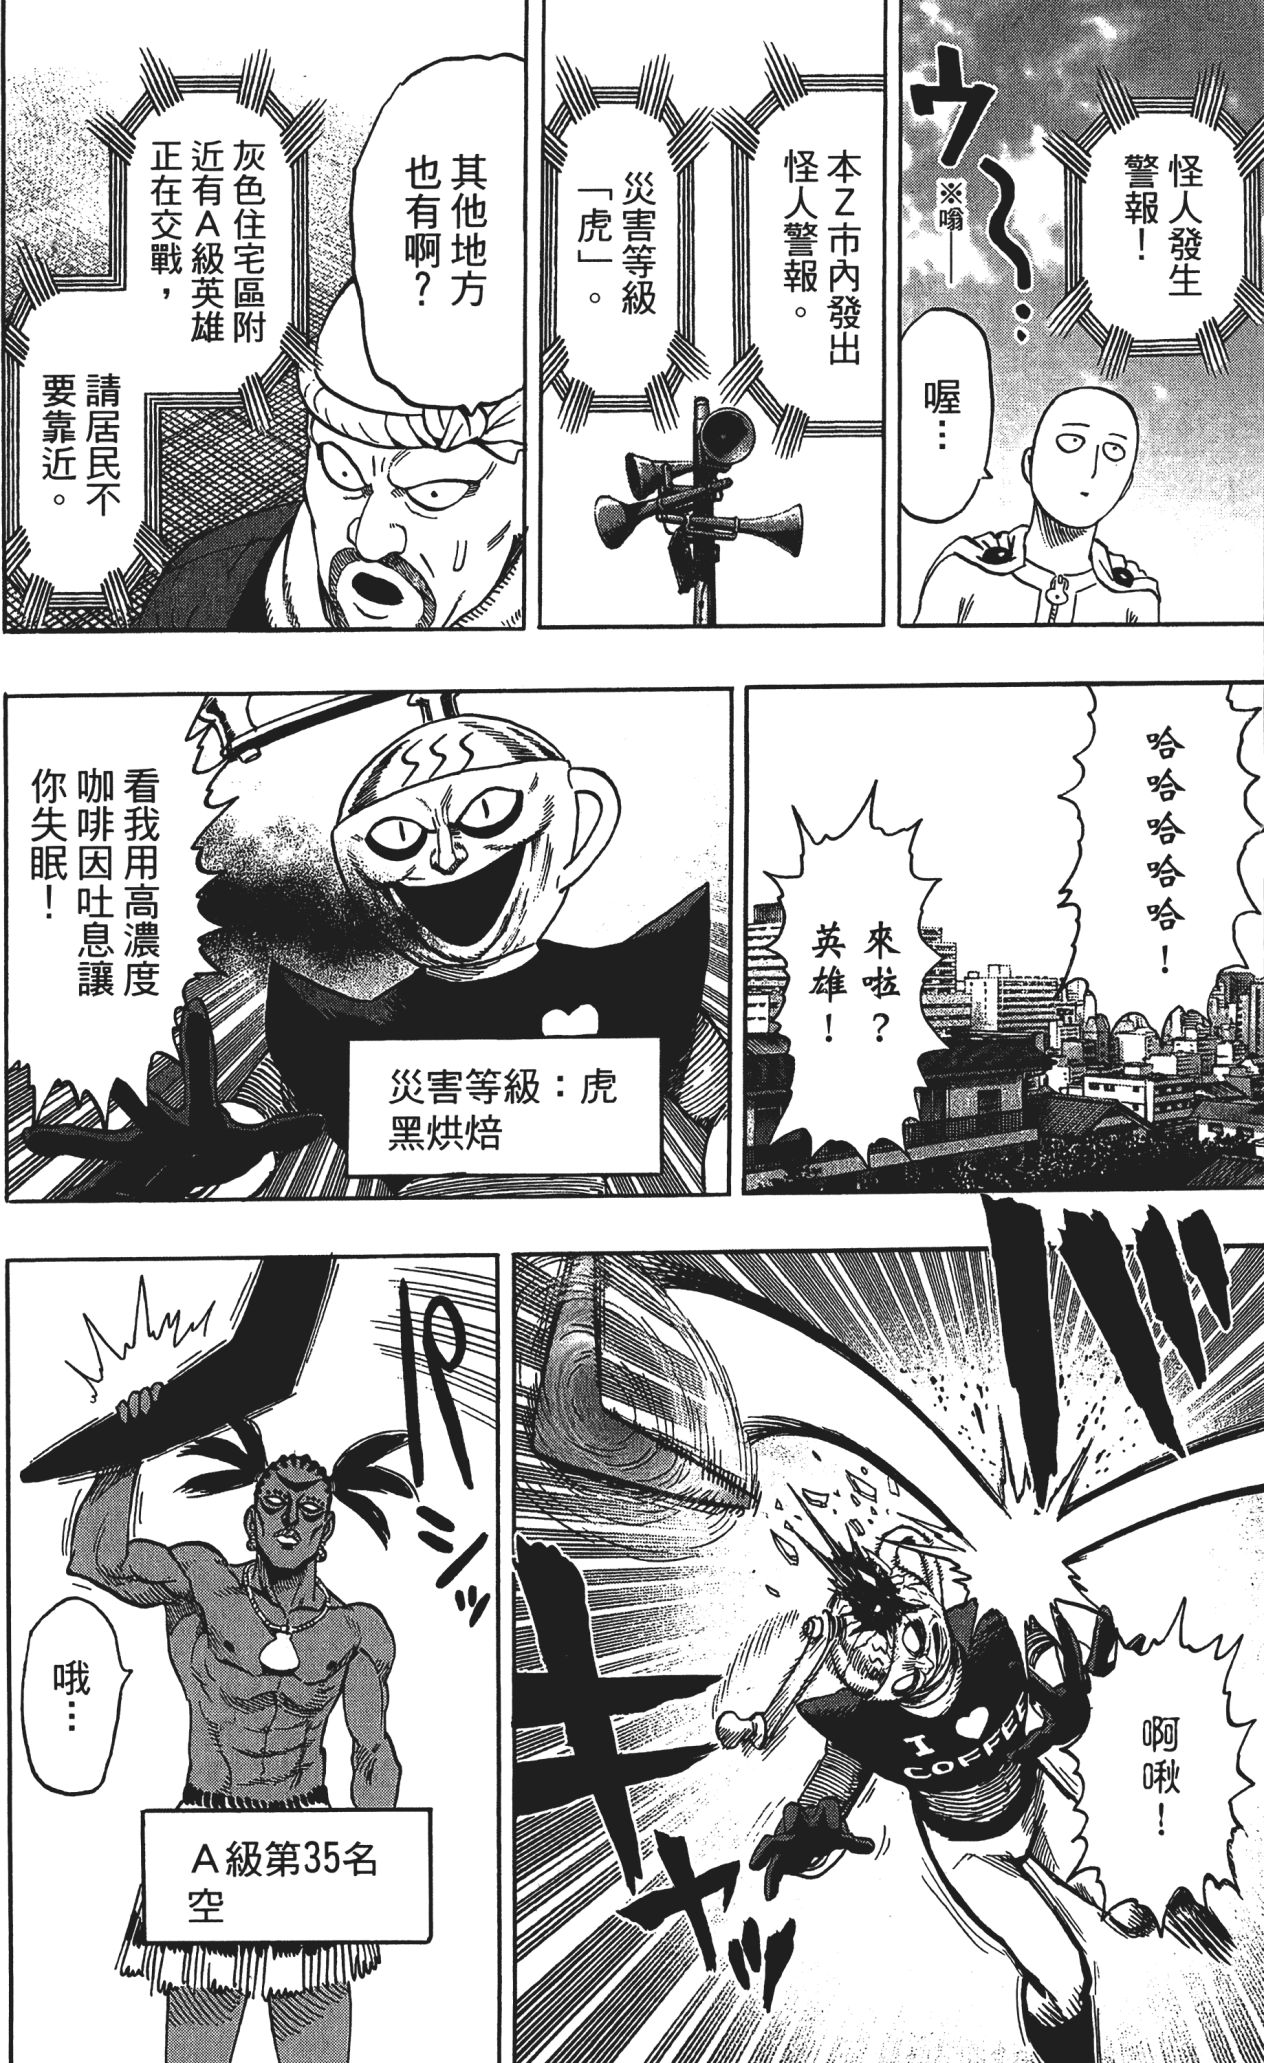 怪人發生
警報！
ウ〜…
※嗡——
喔…
本Z市內發出
怪人警報。
災害等級
「虎」。
其他地方
也有啊？
灰色住宅區附
近有A級英雄
正在交戰，
請居民不
要靠近。
哈哈哈哈哈！
來啦？
英雄！
看我用高濃度
咖啡因吐息讓
你失眠！
災害等級：虎
黑烘焙
啊啾！
I ♥
COFFEE
キャッ
パシッ
哦…
A級第35名
空